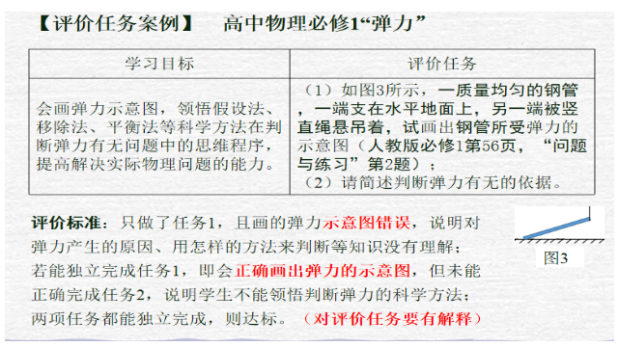 【评价任务案例】 高中物理必修1“弹力”
学习目标
评价任务
会画弹力示意图，领悟假设法、
移除法、平衡法等科学方法在判
断弹力有无问题中的思维程序，
提高解决实际物理问题的能力。
（1）如图3所示，一质量均匀的钢管
，一端支在水平地面上，另一端被竖
直绳悬吊着，试画出钢管所受弹力的
示意图（人教版必修1第56页，“问题
与练习”第2题）；
（2）请简述判断弹力有无的依据。
评价标准：只做了任务1，且画的弹力示意图错误，说明对
弹力产生的原因、用怎样的方法来判断等知识没有理解；
若能独立完成任务1，即会正确画出弹力的示意图，但未能
正确完成任务2，说明学生不能领悟判断弹力的科学方法；
两项任务都能独立完成，则达标。（对评价任务要有解释）
图3